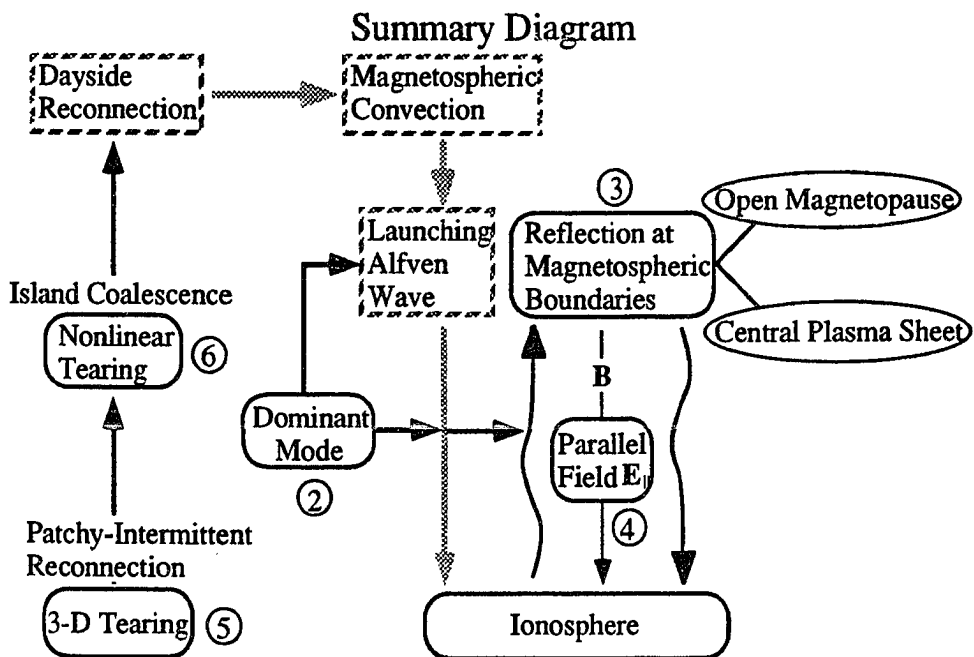 Summary Diagram
Dayside
Reconnection
Magnetospheric
Convection
③
Launching
Alfven
Wave
Reflection at
Magnetospheric
Boundaries
Open Magnetopause
Central Plasma Sheet
Island Coalescence
Nonlinear
Tearing
⑥
B
Dominant
Mode
②
Parallel
Field E||
④
Patchy-Intermittent
Reconnection
3-D Tearing
⑤
Ionosphere